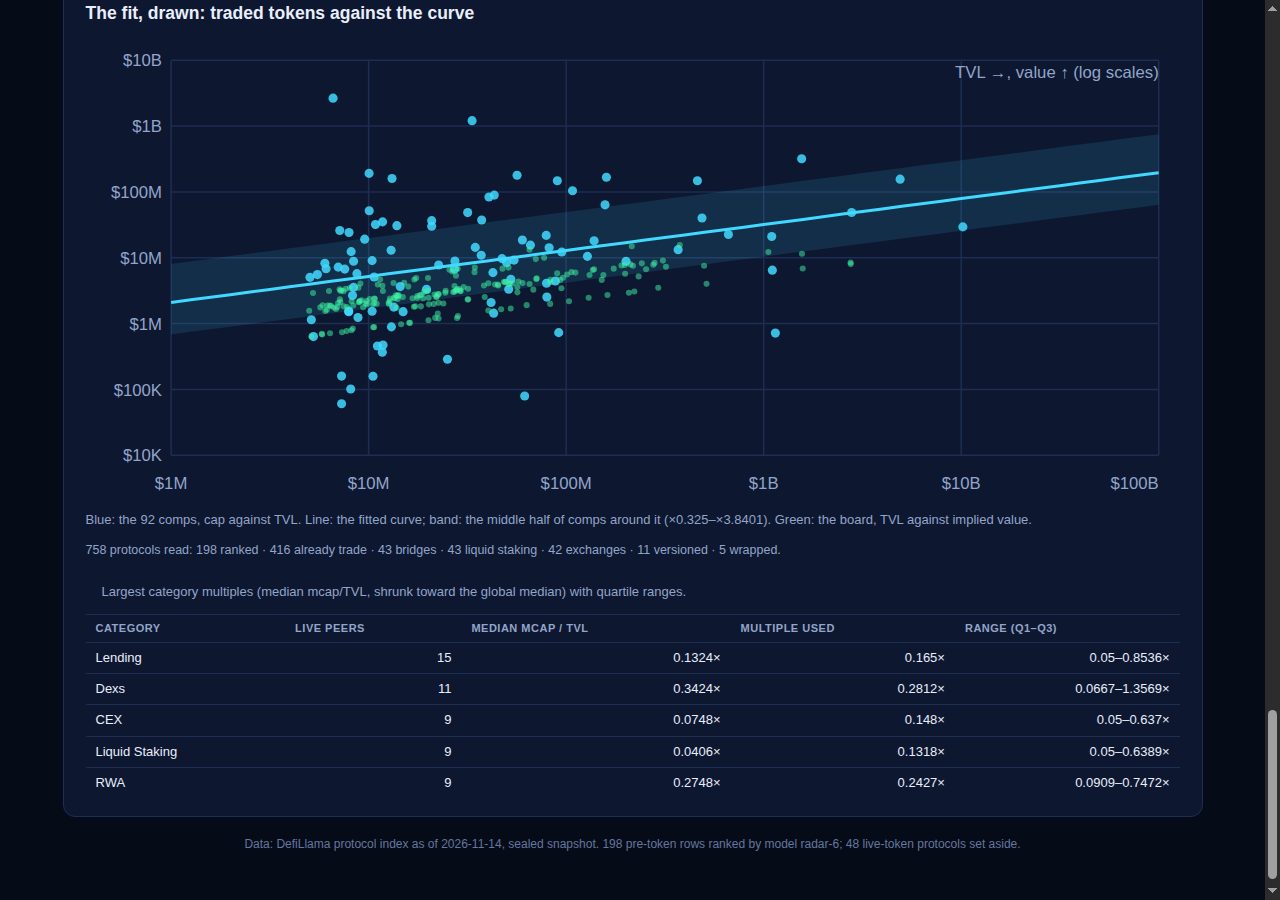 The fit, drawn: traded tokens against the curve
TVL →, value ↑ (log scales)
$10B
$1B
$100M
$10M
$1M
$100K
$10K
$1M $10M $100M $1B $10B $100B
Blue: the 92 comps, cap against TVL. Line: the fitted curve; band: the middle half of comps around it (×0.325–×3.8401). Green: the board, TVL against implied value.
758 protocols read: 198 ranked · 416 already trade · 43 bridges · 43 liquid staking · 42 exchanges · 11 versioned · 5 wrapped.
Largest category multiples (median mcap/TVL, shrunk toward the global median) with quartile ranges.
CATEGORY LIVE PEERS MEDIAN MCAP / TVL MULTIPLE USED RANGE (Q1–Q3)
Lending 15 0.1324× 0.165× 0.05–0.8536×
Dexs 11 0.3424× 0.2812× 0.0667–1.3569×
CEX 9 0.0748× 0.148× 0.05–0.637×
Liquid Staking 9 0.0406× 0.1318× 0.05–0.6389×
RWA 9 0.2748× 0.2427× 0.0909–0.7472×
Data: DefiLlama protocol index as of 2026-11-14, sealed snapshot. 198 pre-token rows ranked by model radar-6; 48 live-token protocols set aside.